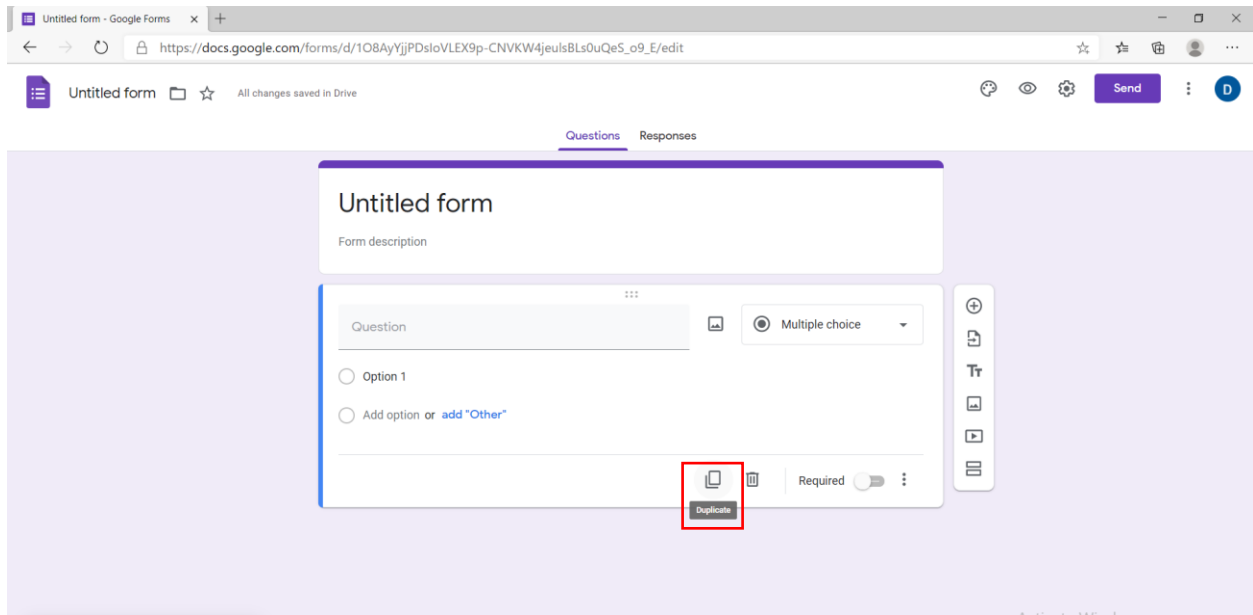 Untitled form - Google Forms
https://docs.google.com/forms/d/1O8AyYjjPDsIoVLEX9p-CNVKW4jeulsBLs0uQeS_o9_E/edit
Untitled form All changes saved in Drive Send D
Questions Responses
Untitled form
Form description
Question Multiple choice
Option 1
Add option or add "Other"
Required
Duplicate